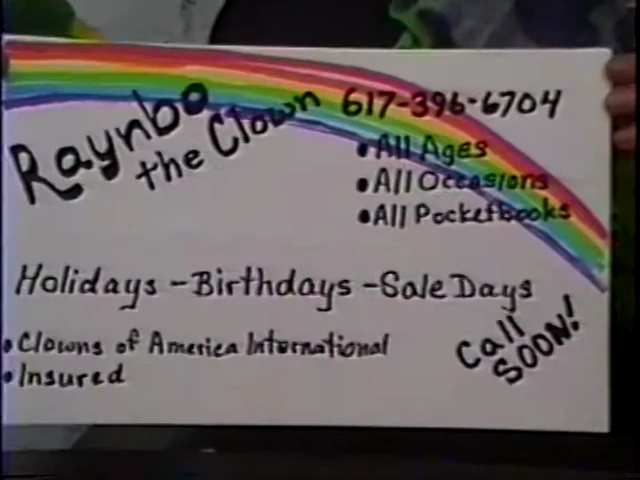 Raynbo
the Clown
617-396-6704
•All Ages
•All Occasions
•All Pocketbooks
Holidays - Birthdays - Sale Days
•Clowns of America International
•Insured
Call
SOON!